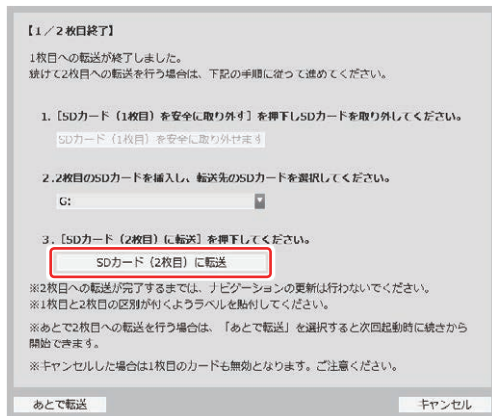 【1／2枚目終了】
1枚目への転送が終了しました。
続けて2枚目への転送を行う場合は、下記の手順に従って進めてください。
1.［SDカード（1枚目）を安全に取り外す］を押下しSDカードを取り外してください。
SDカード（1枚目）を安全に取り外せます
2.2枚目のSDカードを挿入し、転送先のSDカードを選択してください。
G:
3.［SDカード（2枚目）に転送］を押下してください。
SDカード（2枚目）に転送
※2枚目への転送が完了するまでは、ナビゲーションの更新は行わないでください。
※1枚目と2枚目の区別が付くようラベルを貼付してください。
※あとで2枚目への転送を行う場合は、「あとで転送」を選択すると次回起動時に続きから
開始できます。
※キャンセルした場合は1枚目のカードも無効となります。ご注意ください。
あとで転送
キャンセル